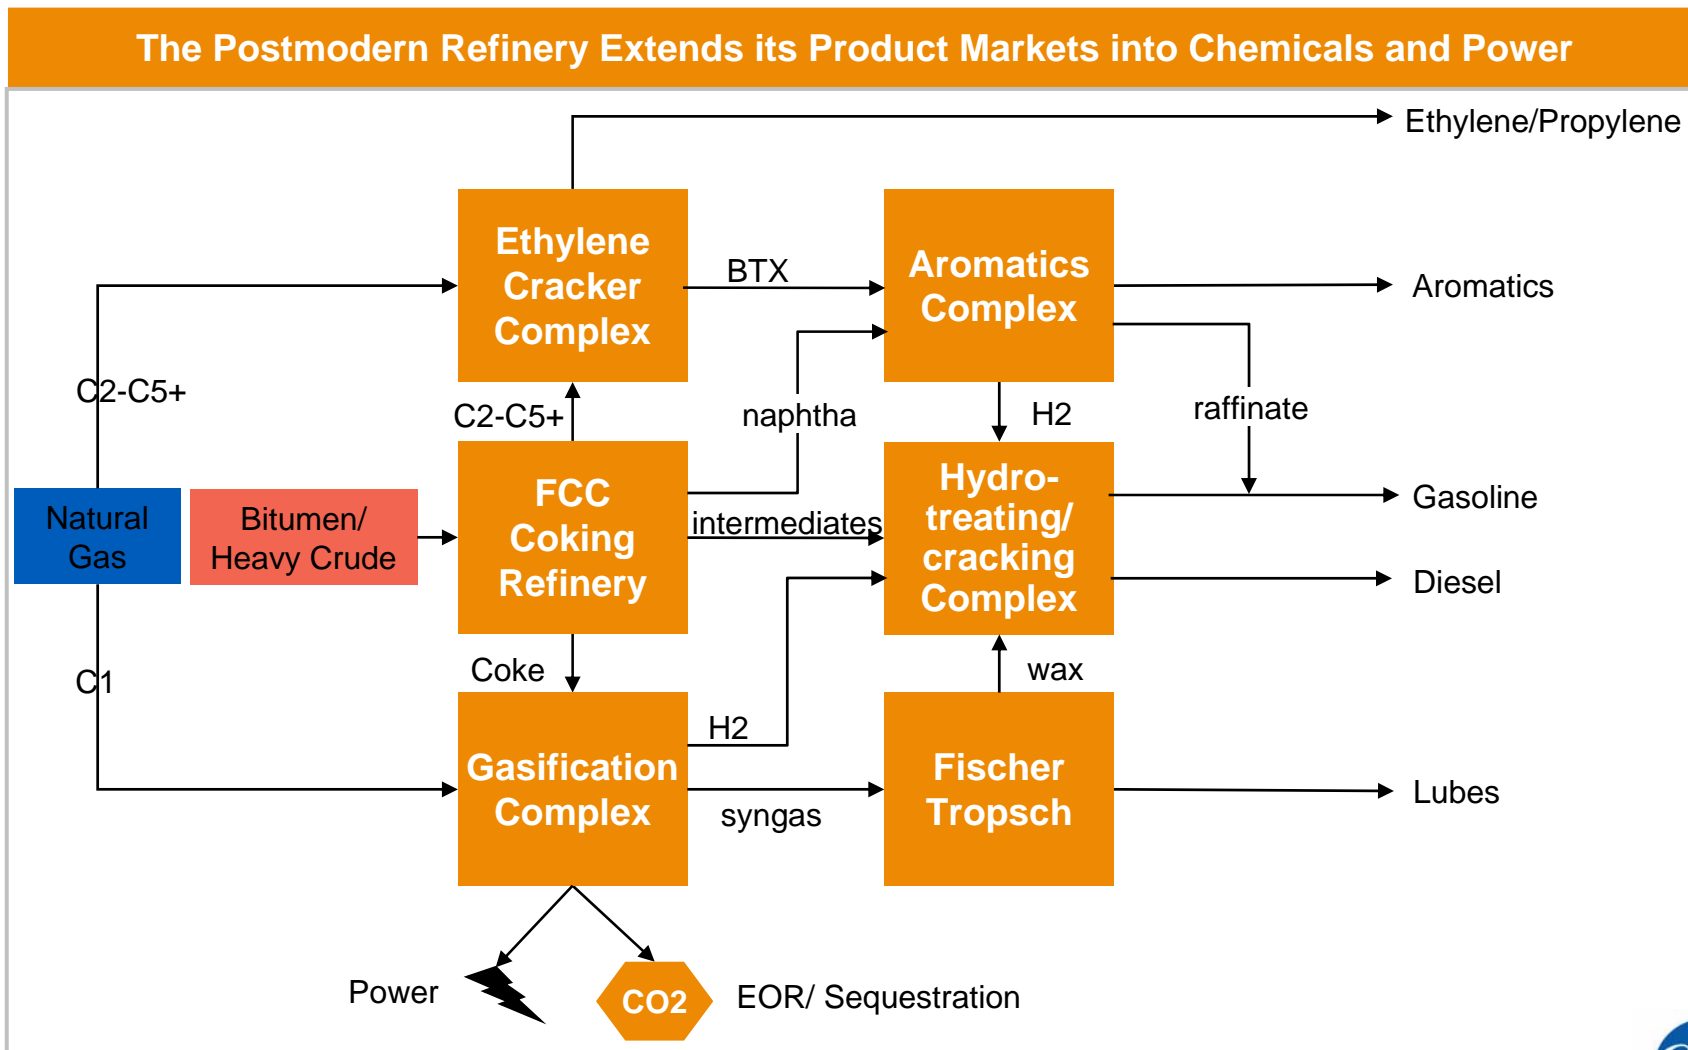 The Postmodern Refinery Extends its Product Markets into Chemicals and Power
Ethylene/Propylene
Ethylene
Cracker
Complex
BTX
Aromatics
Complex
Aromatics
C2-C5+
C2-C5+
naphtha
H2
raffinate
Natural
Gas
Bitumen/
Heavy Crude
FCC
Coking
Refinery
intermediates
Hydro-
treating/
cracking
Complex
Gasoline
Diesel
C1
Coke
H2
wax
Gasification
Complex
syngas
Fischer
Tropsch
Lubes
Power
CO2
EOR/ Sequestration